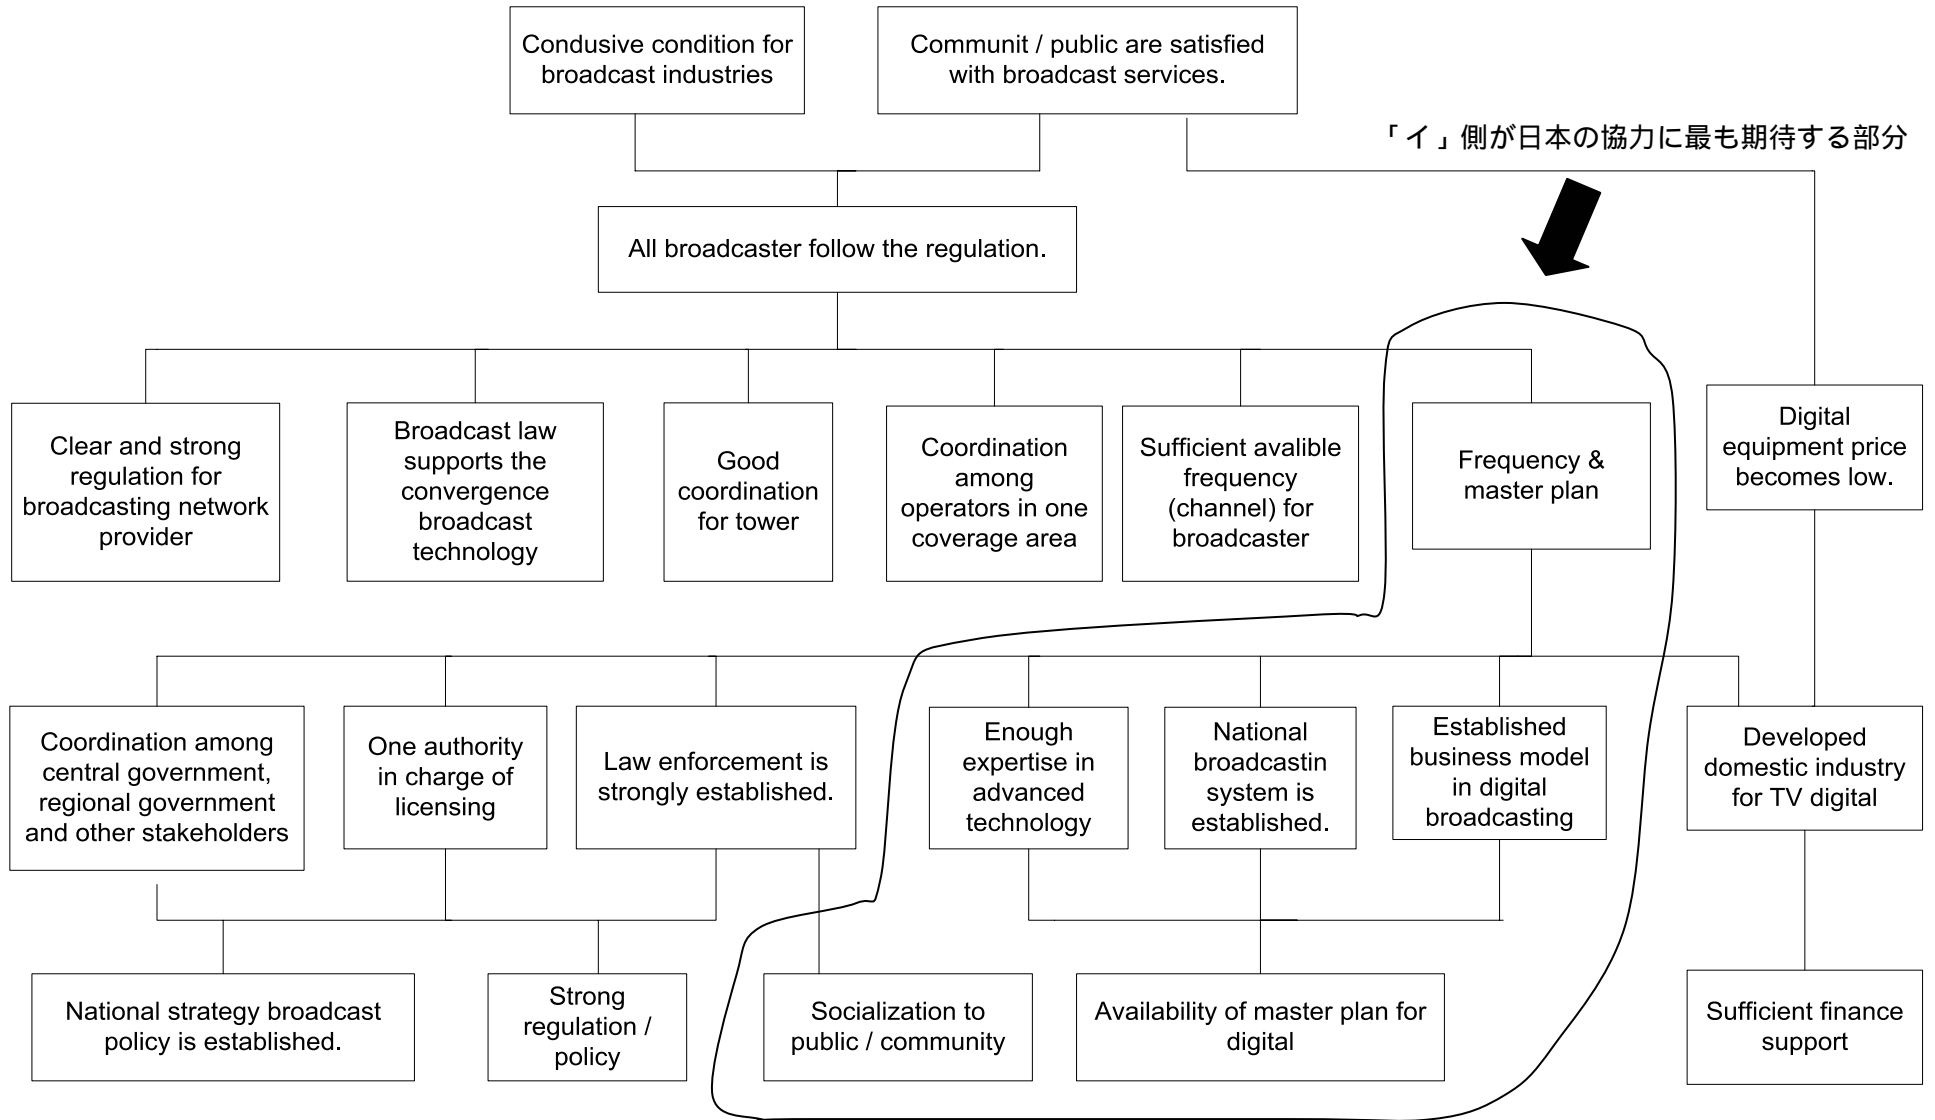 Condusive condition for
broadcast industries
Communit / public are satisfied
with broadcast services.
「イ」側が日本の協力に最も期待する部分
All broadcaster follow the regulation.
Clear and strong
regulation for
broadcasting network
provider
Broadcast law
supports the
convergence
broadcast
technology
Good
coordination
for tower
Coordination
among
operators in one
coverage area
Sufficient avalible
frequency
(channel) for
broadcaster
Frequency &
master plan
Digital
equipment price
becomes low.
Coordination among
central government,
regional government
and other stakeholders
One authority
in charge of
licensing
Law enforcement is
strongly established.
Enough
expertise in
advanced
technology
National
broadcastin
system is
established.
Established
business model
in digital
broadcasting
Developed
domestic industry
for TV digital
National strategy broadcast
policy is established.
Strong
regulation /
policy
Socialization to
public / community
Availability of master plan for
digital
Sufficient finance
support